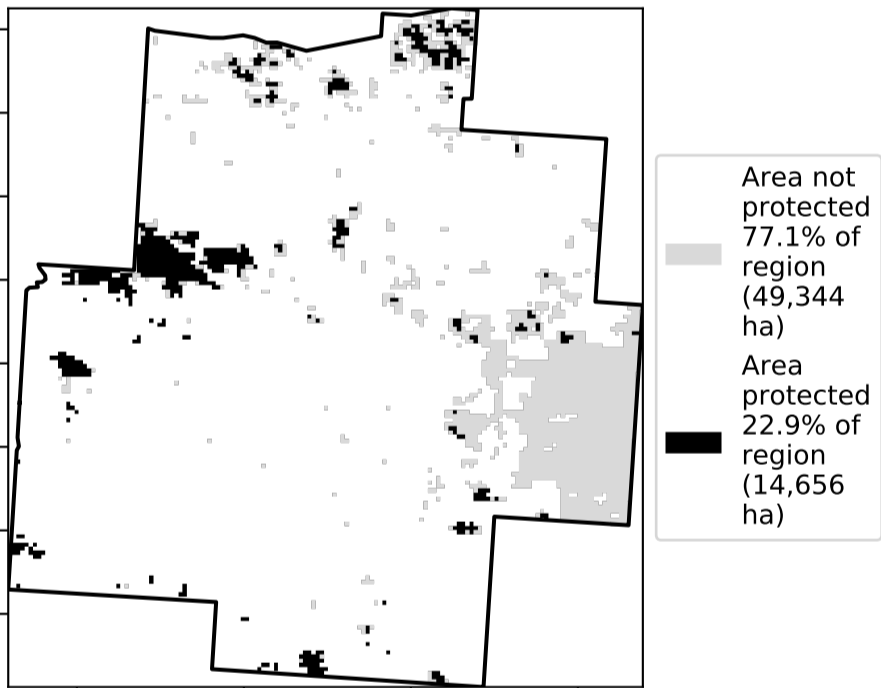 Area not
protected
77.1% of
region
(49,344
ha)
Area
protected
22.9% of
region
(14,656
ha)